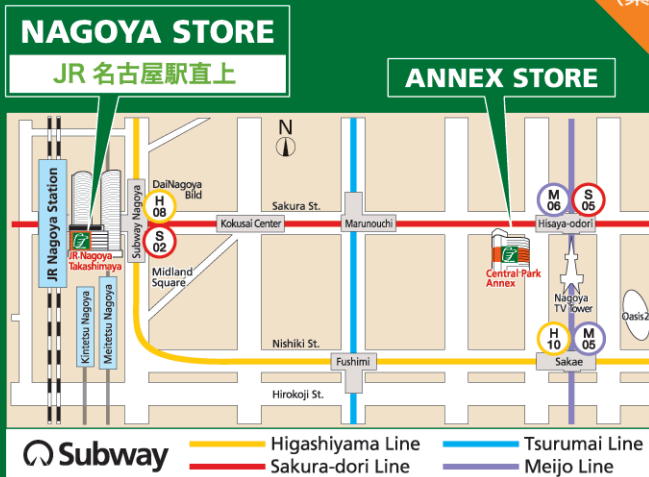 NAGOYA STORE
JR 名古屋駅直上
ANNEX STORE
N
DaiNagoya
Bild
H
08
Sakura St.
M
06
S
05
JR Nagoya Station
Subway Nagoya
Kokusai Center
Marunouchi
Hisaya-odori
S
02
JR Nagoya
Takashimaya
Midland
Square
Central Park
Annex
Nagoya
TV Tower
Oasis21
Kintetsu Nagoya
Meitetsu Nagoya
Nishiki St.
H
10
M
05
Fushimi
Sakae
Hirokoji St.
Subway
Higashiyama Line
Tsurumai Line
Sakura-dori Line
Meijo Line